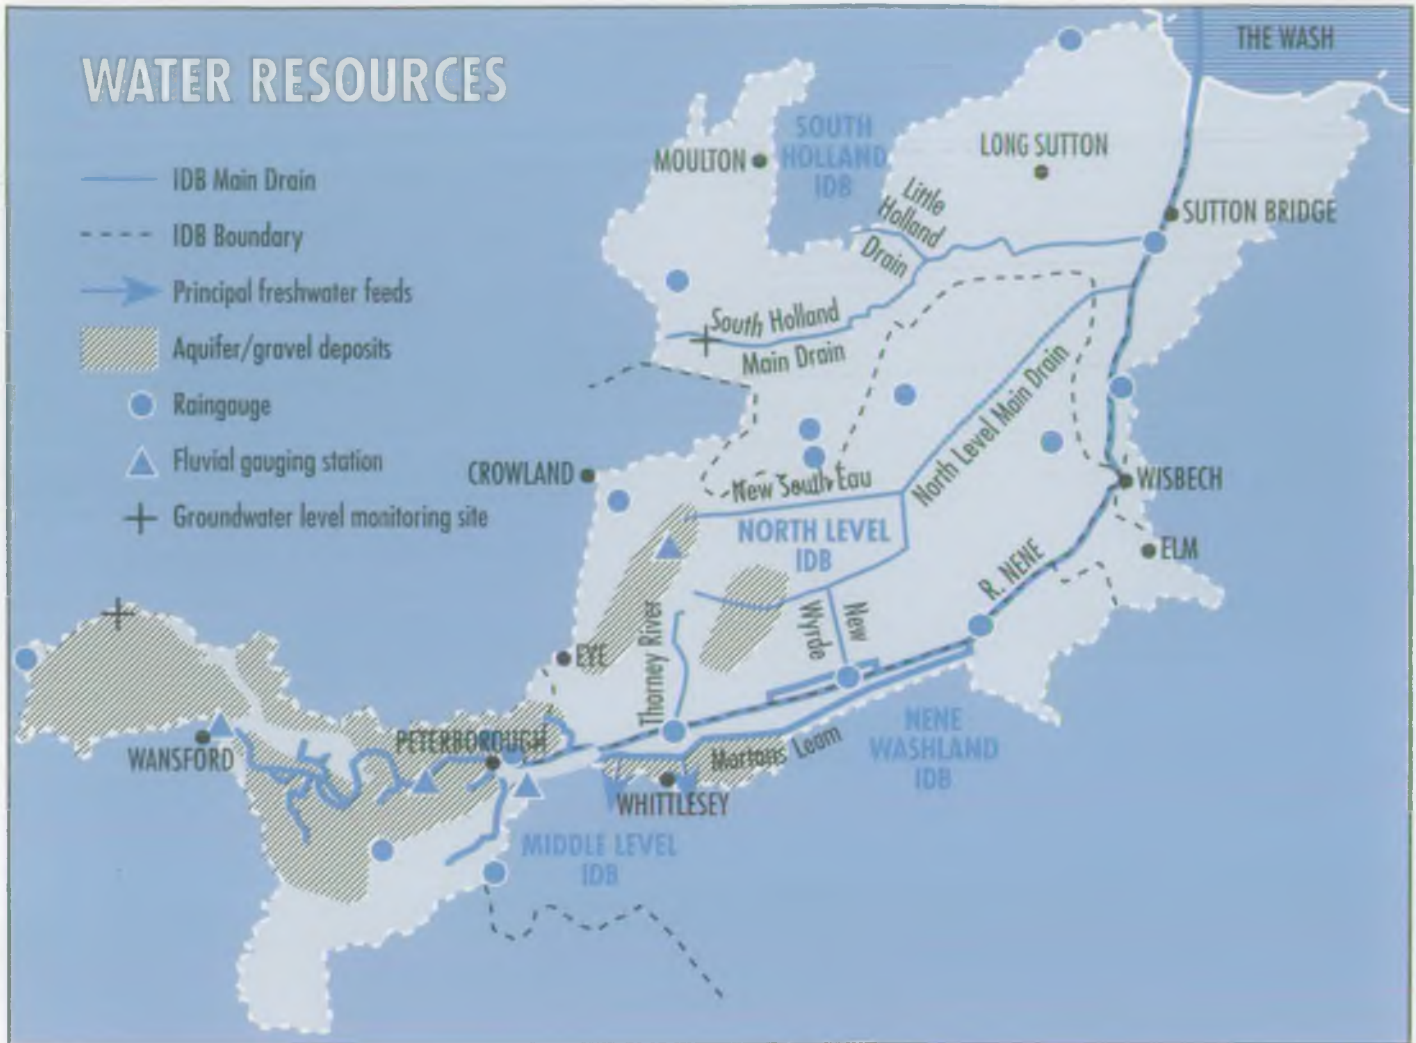 WATER RESOURCES
THE WASH
IDB Main Drain
IDB Boundary
Principal freshwater feeds
Aquifer/gravel deposits
Raingauge
Fluvial gauging station
Groundwater level monitoring site
SOUTH
HOLLAND
IDB
MOULTON
LONG SUTTON
SUTTON BRIDGE
Little
Holland
Drain
South Holland
Main Drain
North Level Main Drain
CROWLAND
New South Eau
WISBECH
NORTH LEVEL
IDB
ELM
R. NENE
New
Wyrde
Thorney River
EYE
PETERBOROUGH
WANSFORD
Mortons Leam
NENE
WASHLAND
IDB
WHITTLESEY
MIDDLE LEVEL
IDB